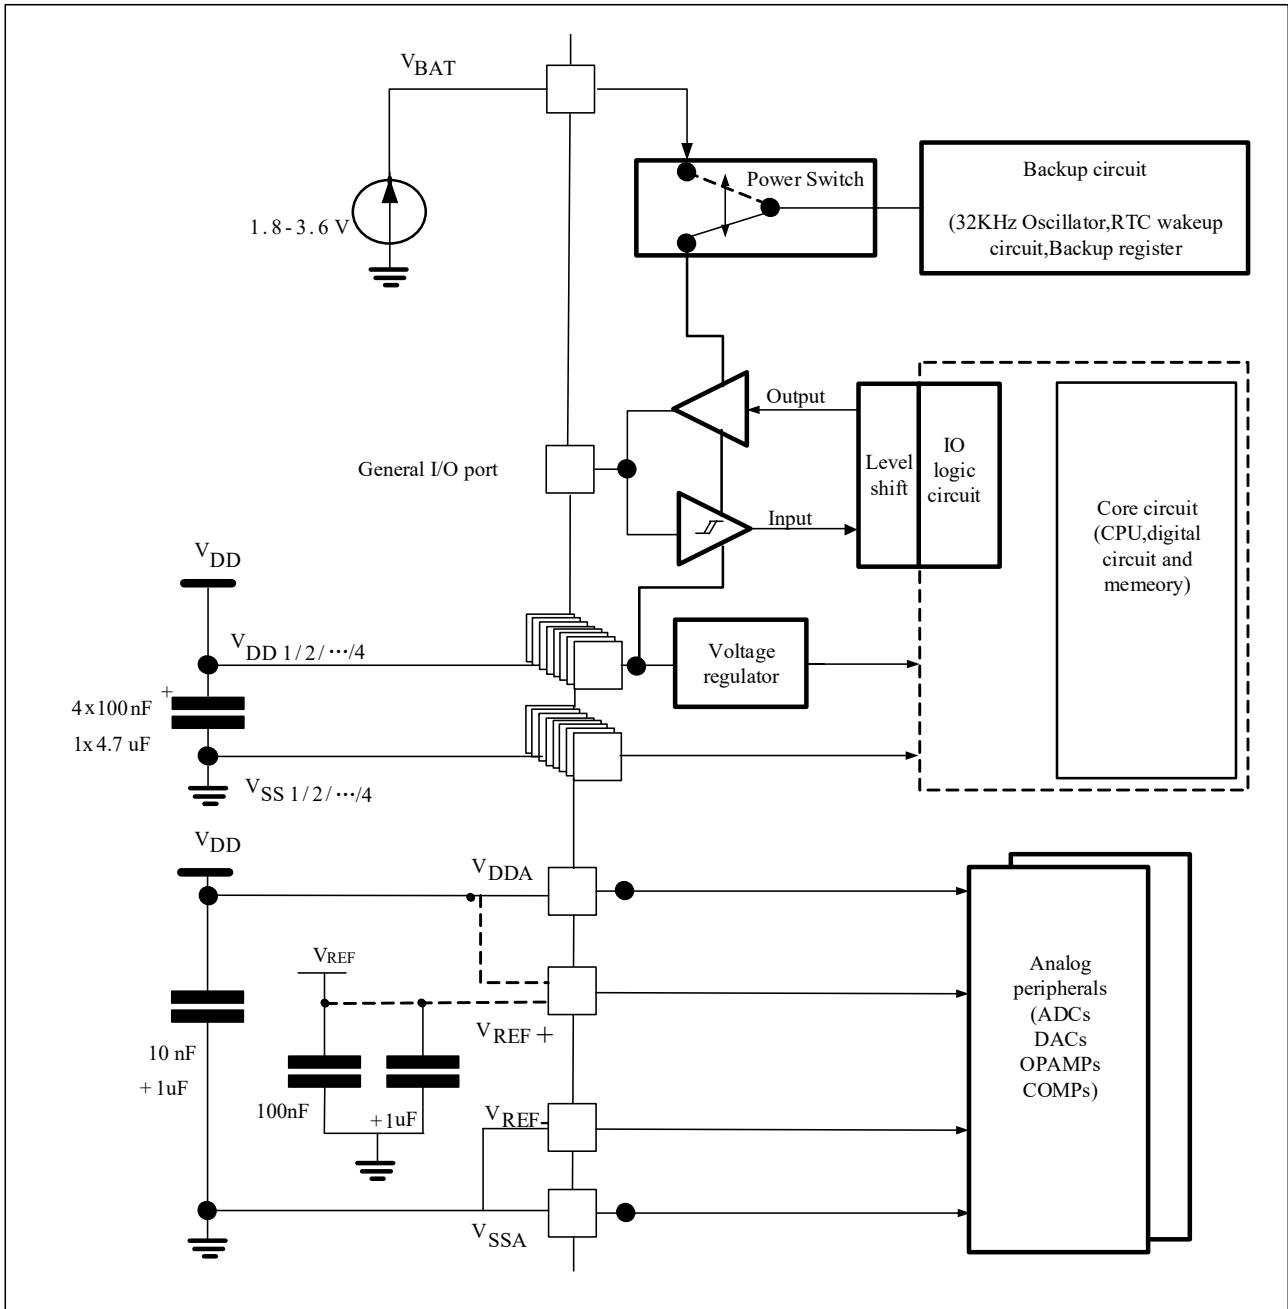 VBAT
1.8-3.6 V
Power Switch
Backup circuit
(32KHz Oscillator,RTC wakeup
circuit,Backup register
Output
General I/O port
Level
shift
IO
logic
circuit
Input
Core circuit
(CPU,digital
circuit and
memeory)
VDD
VDD 1/2/···/4
Voltage
regulator
4x100nF
+
1x4.7 uF
VSS 1/2/···/4
VDD
VDDA
VREF
VREF+
10 nF
+1uF
100nF
+1uF
VREF-
VSSA
Analog
peripherals
(ADCs
DACs
OPAMPs
COMPs)